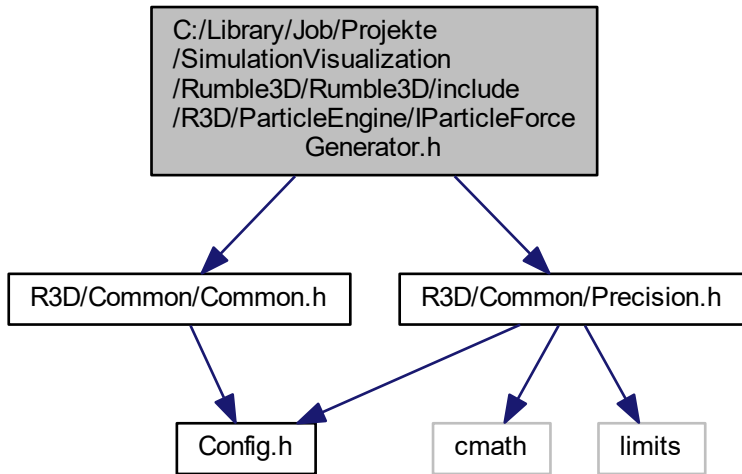 C:/Library/Job/Projekte
/SimulationVisualization
/Rumble3D/Rumble3D/include
/R3D/ParticleEngine/IParticleForce
Generator.h
R3D/Common/Common.h
R3D/Common/Precision.h
Config.h
cmath
limits